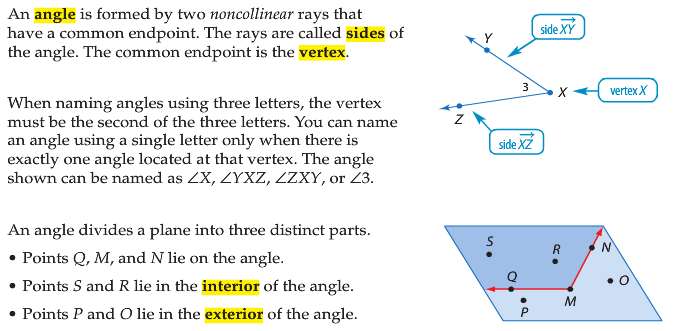 An angle is formed by two noncollinear rays that
have a common endpoint. The rays are called sides of
the angle. The common endpoint is the vertex.
side XY
Y
3
X
vertex X
Z
side XZ
When naming angles using three letters, the vertex
must be the second of the three letters. You can name
an angle using a single letter only when there is
exactly one angle located at that vertex. The angle
shown can be named as ∠X, ∠YXZ, ∠ZXY, or ∠3.
An angle divides a plane into three distinct parts.
• Points Q, M, and N lie on the angle.
• Points S and R lie in the interior of the angle.
• Points P and O lie in the exterior of the angle.
S
R
N
Q
O
M
P